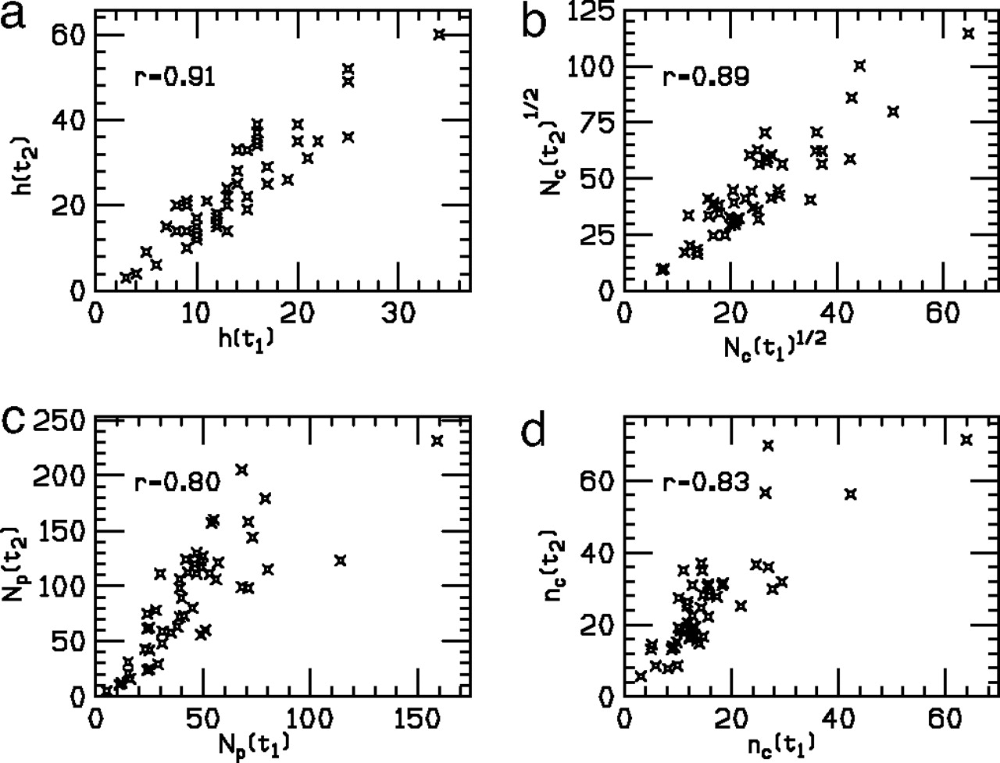 a
r=0.91
h(t2)
60
40
20
0
0 10 20 30
h(t1)
b
r=0.89
Nc(t2)1/2
125
100
75
50
25
0
0 20 40 60
Nc(t1)1/2
c
r=0.80
Np(t2)
250
200
150
100
50
0
0 50 100 150
Np(t1)
d
r=0.83
nc(t2)
60
40
20
0
0 20 40 60
nc(t1)